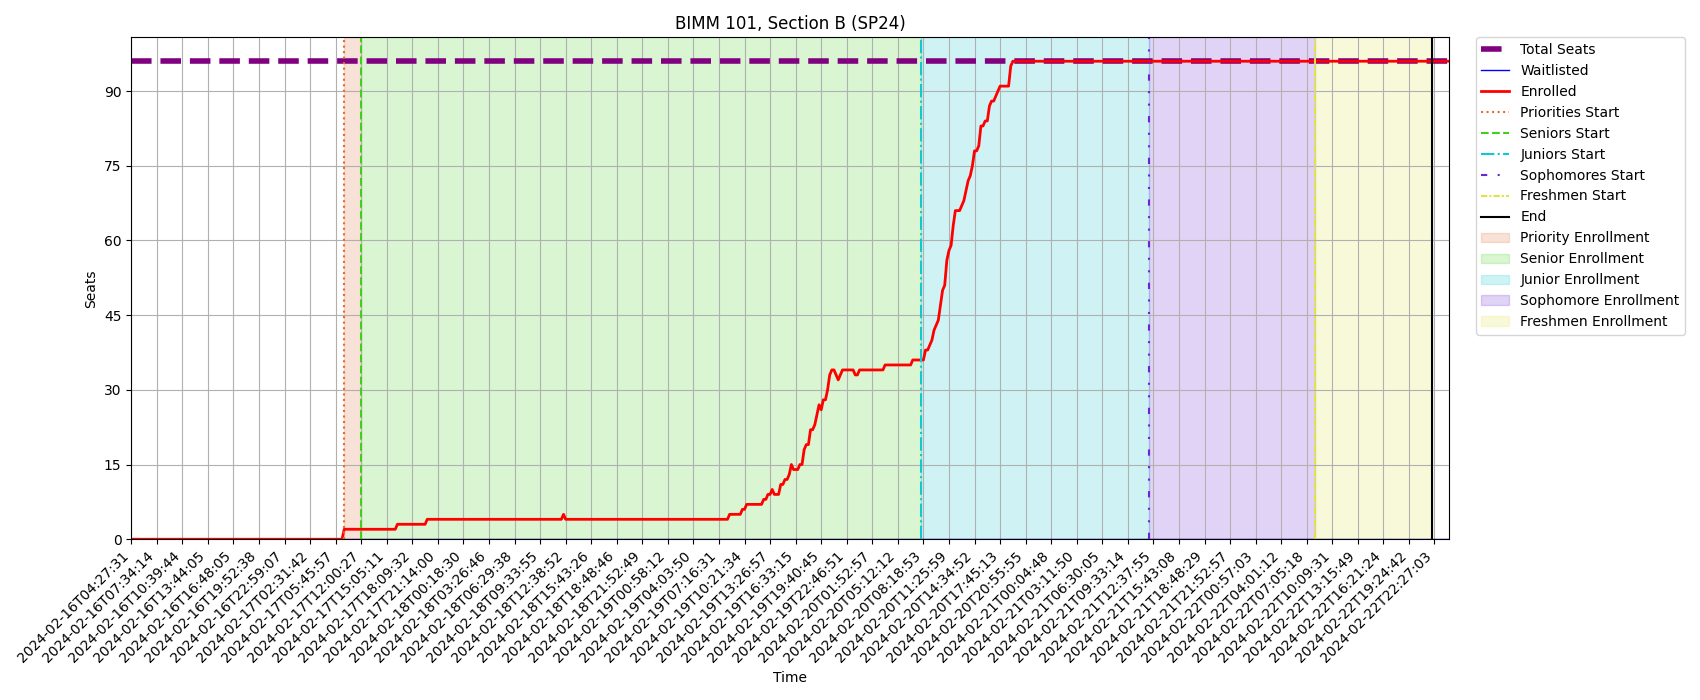 BIMM 101, Section B (SP24)
Seats
90
75
60
45
30
15
0
2024-02-16T04:27:31
2024-02-16T07:34:14
2024-02-16T10:39:44
2024-02-16T13:44:05
2024-02-16T16:48:05
2024-02-16T19:52:38
2024-02-16T22:59:07
2024-02-17T02:31:42
2024-02-17T05:45:57
2024-02-17T12:00:27
2024-02-17T15:05:11
2024-02-17T18:09:32
2024-02-17T21:14:00
2024-02-18T00:18:30
2024-02-18T03:26:46
2024-02-18T06:29:38
2024-02-18T09:33:55
2024-02-18T12:38:52
2024-02-18T15:43:26
2024-02-18T18:48:46
2024-02-18T21:52:49
2024-02-19T00:58:12
2024-02-19T04:03:50
2024-02-19T07:16:31
2024-02-19T10:21:34
2024-02-19T13:26:57
2024-02-19T16:33:15
2024-02-19T19:40:45
2024-02-19T22:46:51
2024-02-20T01:52:57
2024-02-20T05:12:12
2024-02-20T08:18:53
2024-02-20T11:25:59
2024-02-20T14:34:52
2024-02-20T17:45:13
2024-02-20T20:55:55
2024-02-21T00:04:48
2024-02-21T03:11:50
2024-02-21T06:30:05
2024-02-21T09:33:14
2024-02-21T12:37:55
2024-02-21T15:43:08
2024-02-21T18:48:29
2024-02-21T21:52:57
2024-02-22T00:57:03
2024-02-22T04:01:12
2024-02-22T07:05:18
2024-02-22T10:09:31
2024-02-22T13:15:49
2024-02-22T16:21:24
2024-02-22T19:24:42
2024-02-22T22:27:03
Time
Total Seats
Waitlisted
Enrolled
Priorities Start
Seniors Start
Juniors Start
Sophomores Start
Freshmen Start
End
Priority Enrollment
Senior Enrollment
Junior Enrollment
Sophomore Enrollment
Freshmen Enrollment